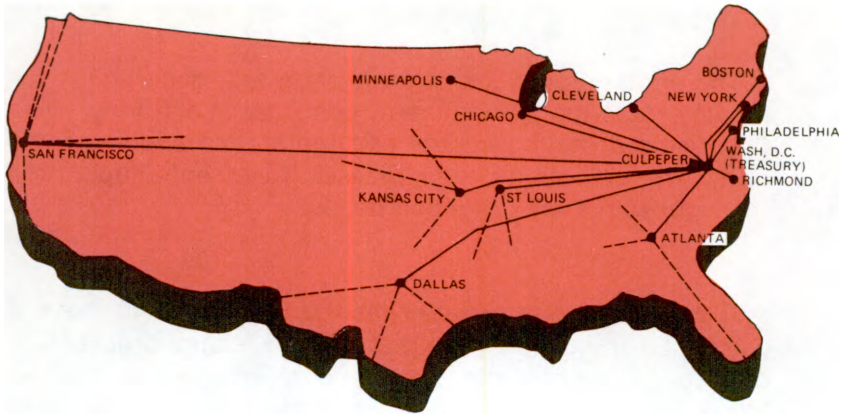 BOSTON
MINNEAPOLIS
CLEVELAND
NEW YORK
CHICAGO
PHILADELPHIA
SAN FRANCISCO
CULPEPER
WASH, D.C.
(TREASURY)
RICHMOND
KANSAS CITY
ST LOUIS
ATLANTA
DALLAS